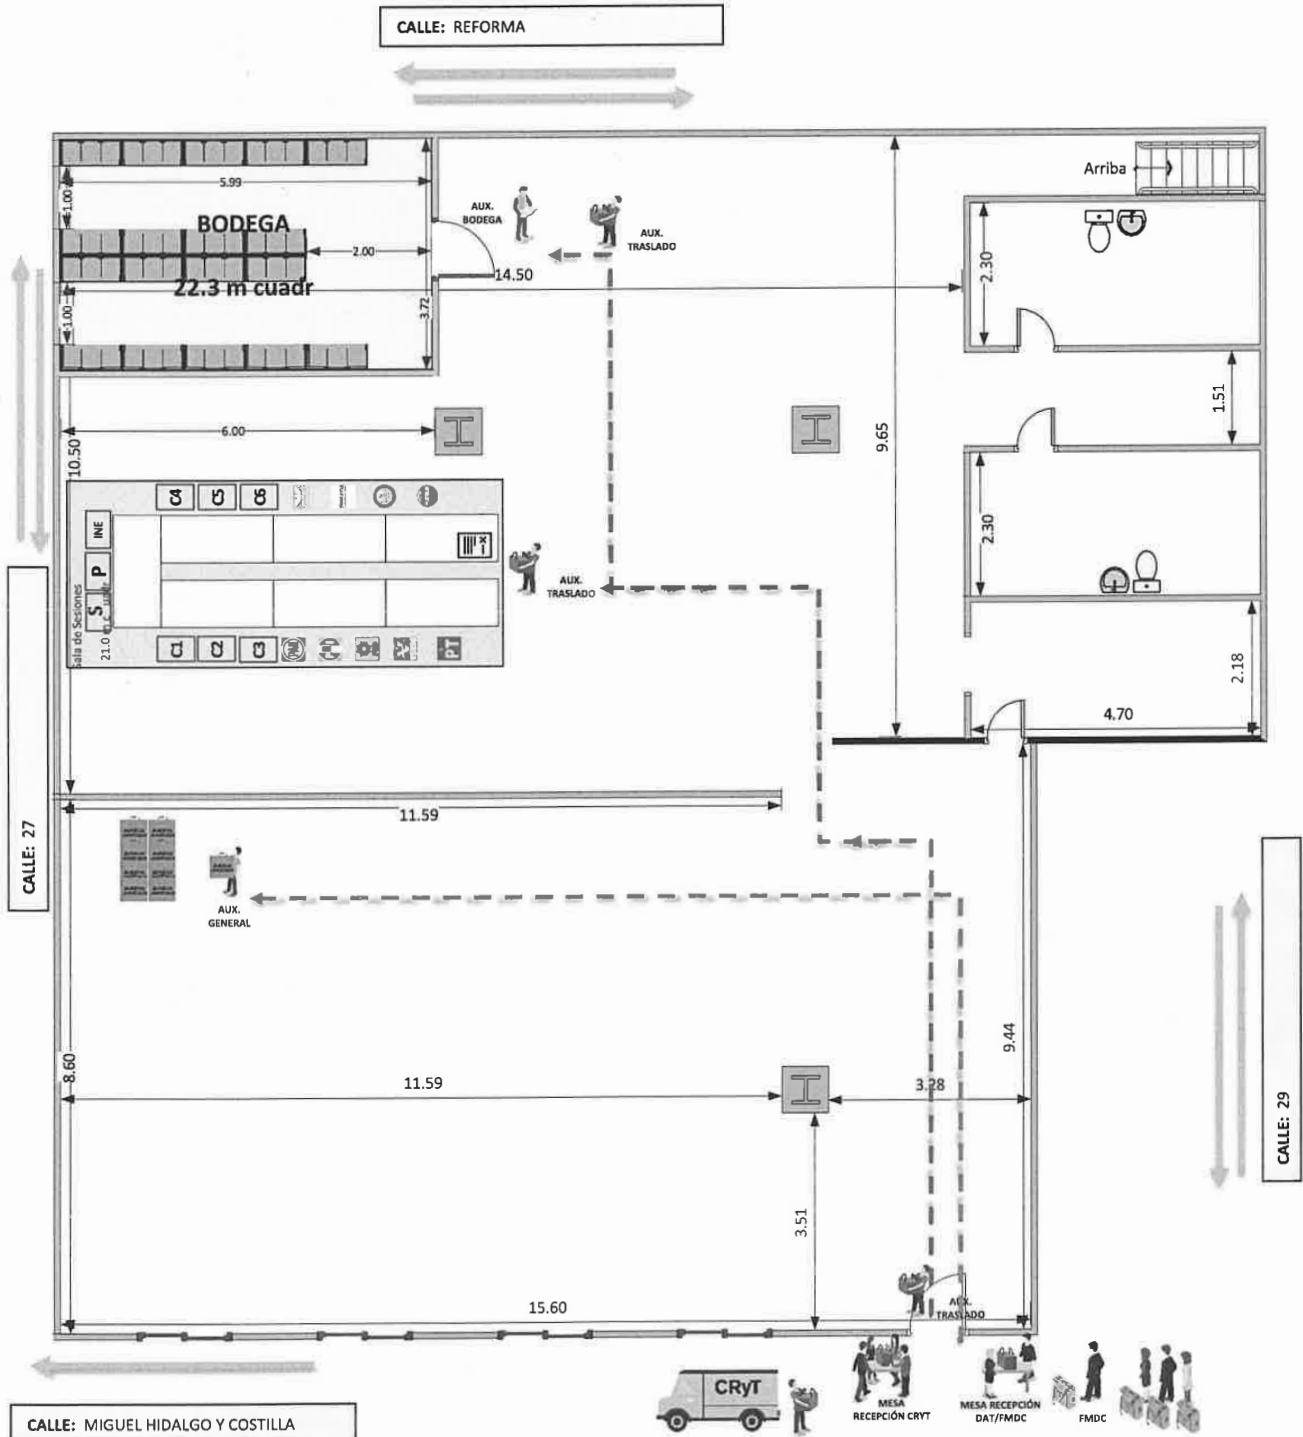 CALLE: REFORMA
Arriba
5.99
1.00
BODEGA
AUX.
BODEGA
AUX.
TRASLADO
2.00
14.50
2.30
22.3 m cuadr
3.72
1.00
1.51
6.00
9.65
10.50
C4
C5
C6
INE
P
S
Sala de Sesiones
21.0
2.30
AUX.
TRASLADO
C1
C2
C3
PT
2.18
4.70
CALLE: 27
11.59
AUX.
GENERAL
9.44
8.60
11.59
3.28
CALLE: 29
3.51
15.60
AUX.
TRASLADO
CRyT
MESA
RECEPCIÓN CRYT
MESA RECEPCIÓN
DAT/FMDC
FMDC
CALLE: MIGUEL HIDALGO Y COSTILLA